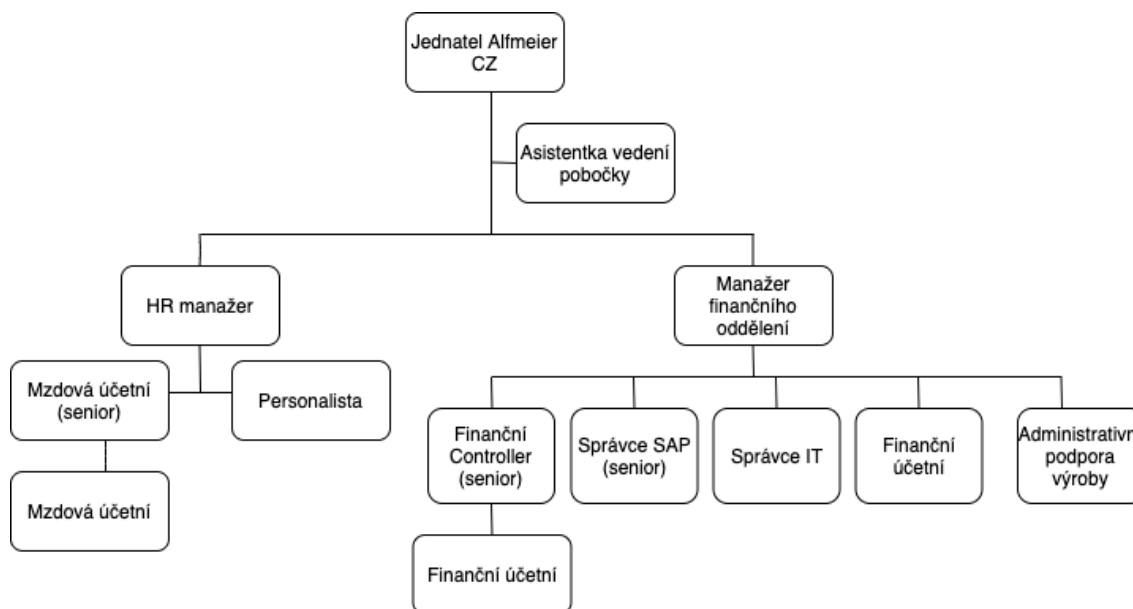 Jednatel Alfmeier
CZ
Asistentka vedení
pobočky
HR manažer
Manažer
finančního
oddělení
Mzdová účetní
(senior)
Personalista
Mzdová účetní
Finanční
Controller
(senior)
Správce SAP
(senior)
Správce IT
Finanční
účetní
Administrativn
podpora
výroby
Finanční účetní